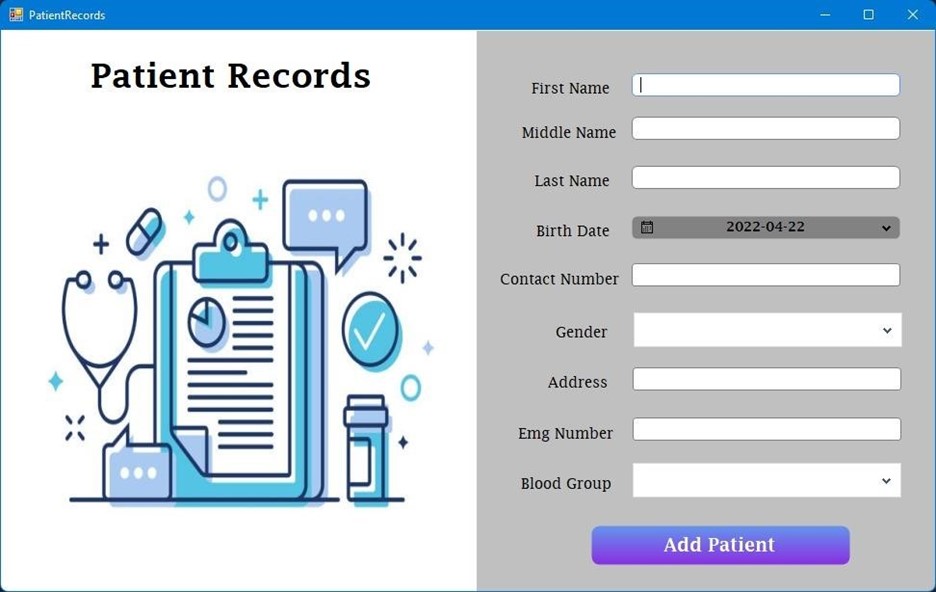 PatientRecords
Patient Records
First Name
Middle Name
Last Name
Birth Date 2022-04-22
Contact Number
Gender
Address
Emg Number
Blood Group
Add Patient